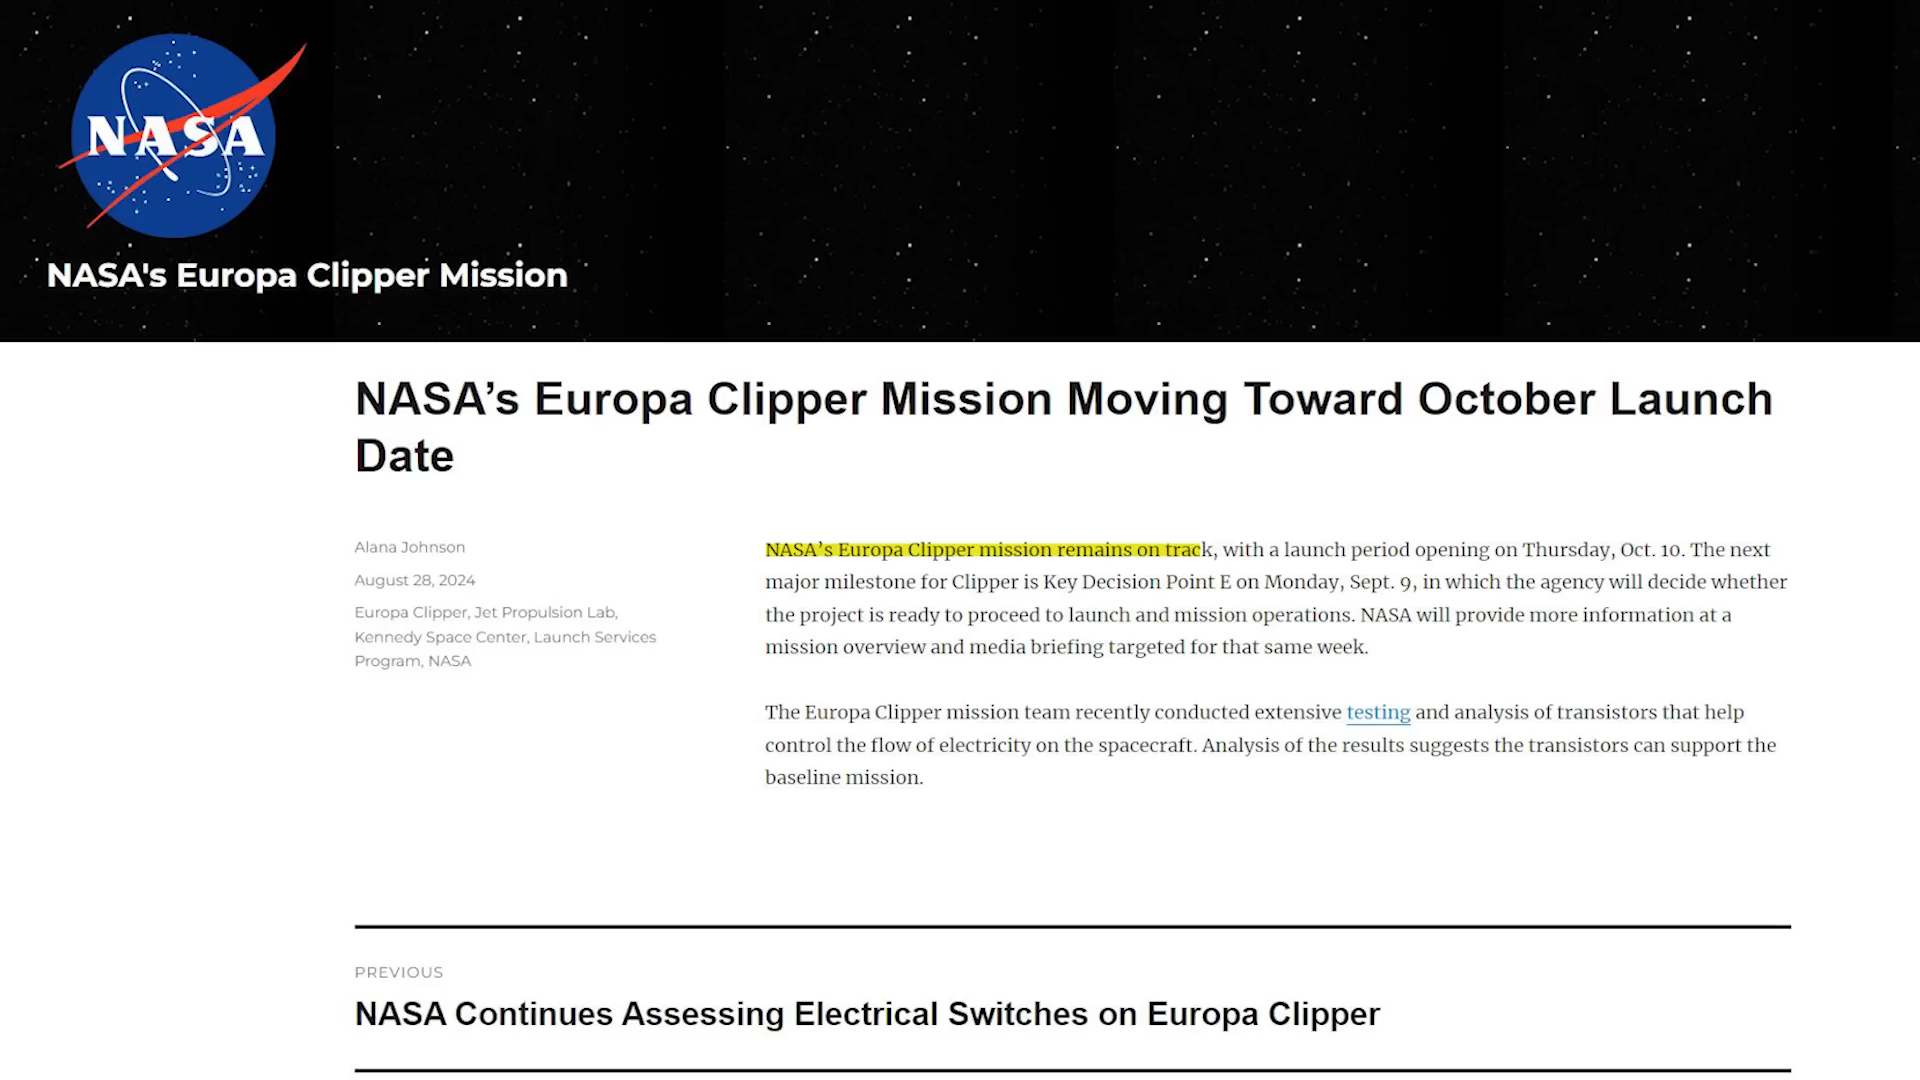 NASA
NASA's Europa Clipper Mission
NASA’s Europa Clipper Mission Moving Toward October Launch
Date
Alana Johnson
August 28, 2024
Europa Clipper, Jet Propulsion Lab,
Kennedy Space Center, Launch Services
Program, NASA
NASA’s Europa Clipper mission remains on track, with a launch period opening on Thursday, Oct. 10. The next
major milestone for Clipper is Key Decision Point E on Monday, Sept. 9, in which the agency will decide whether
the project is ready to proceed to launch and mission operations. NASA will provide more information at a
mission overview and media briefing targeted for that same week.
The Europa Clipper mission team recently conducted extensive testing and analysis of transistors that help
control the flow of electricity on the spacecraft. Analysis of the results suggests the transistors can support the
baseline mission.
PREVIOUS
NASA Continues Assessing Electrical Switches on Europa Clipper